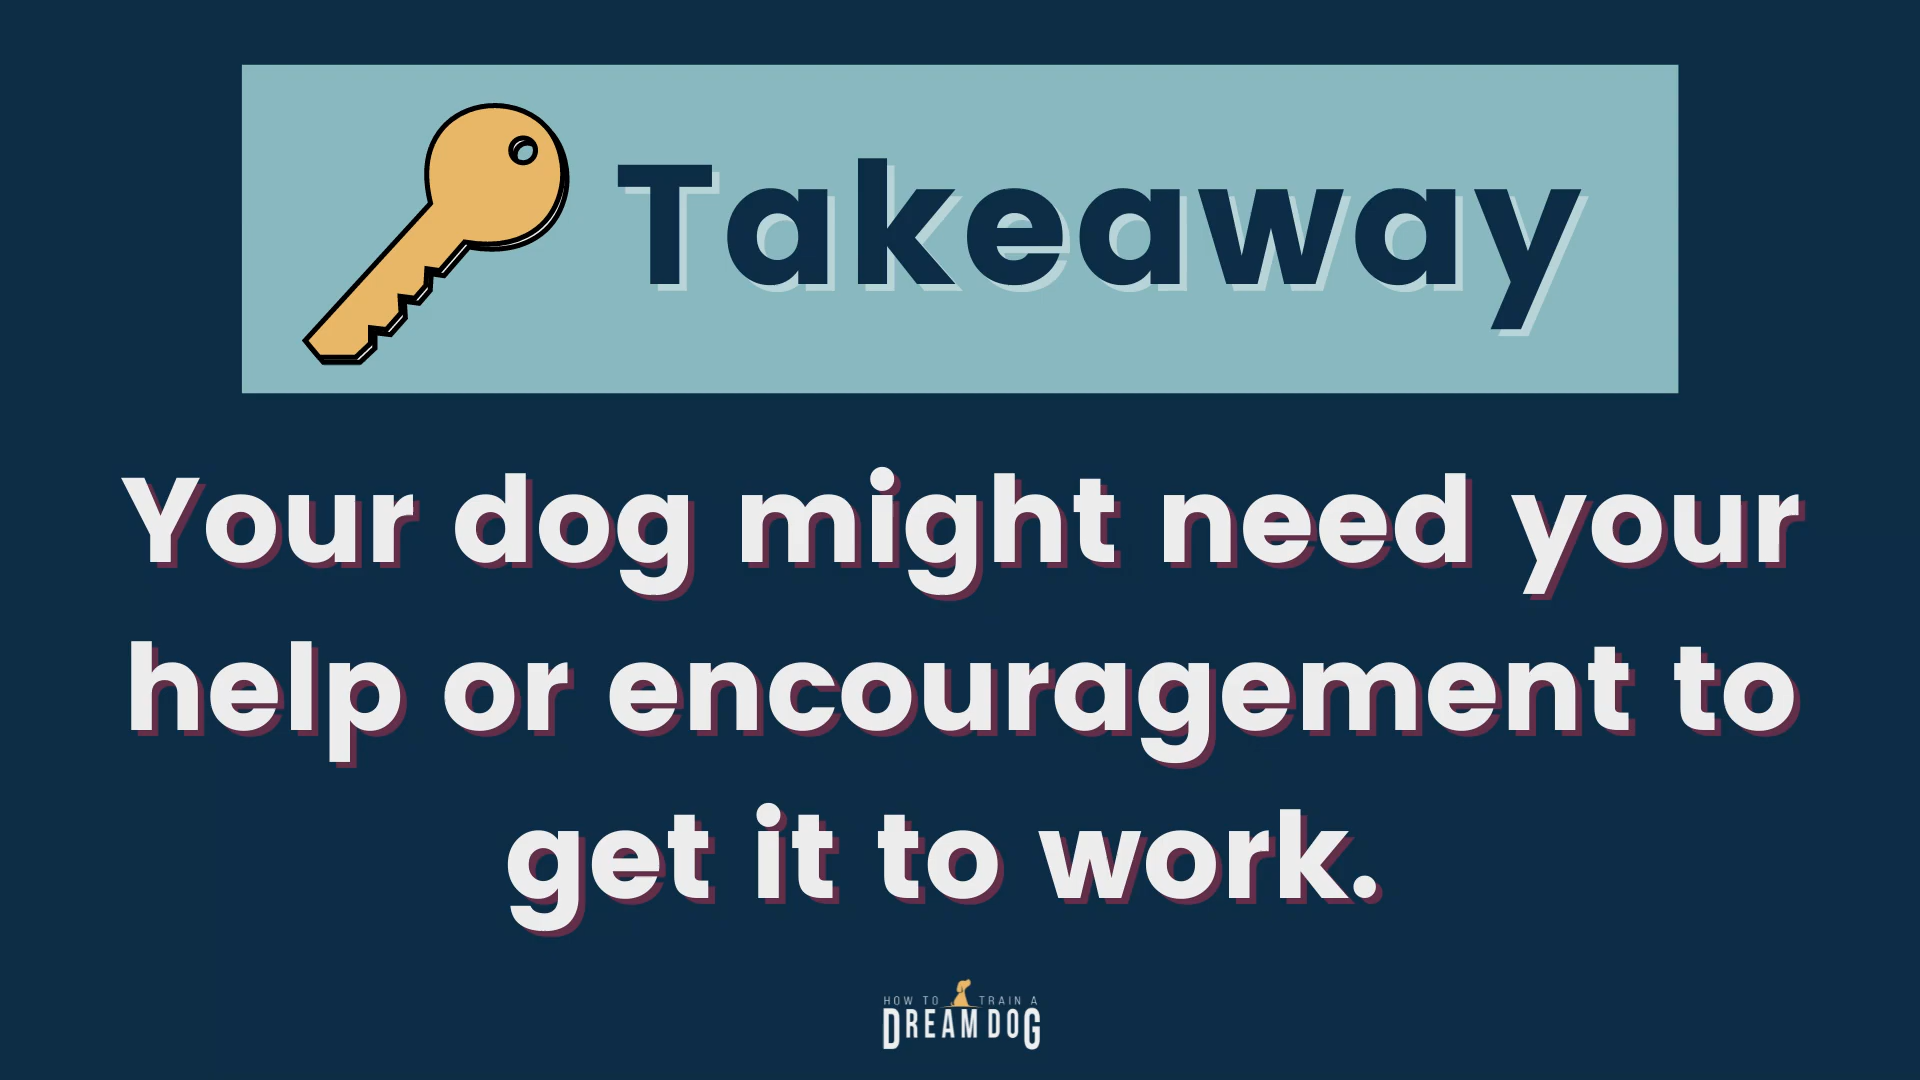 Takeaway
Your dog might need your
help or encouragement to
get it to work.
HOW TO TRAIN A
DREAM DOG